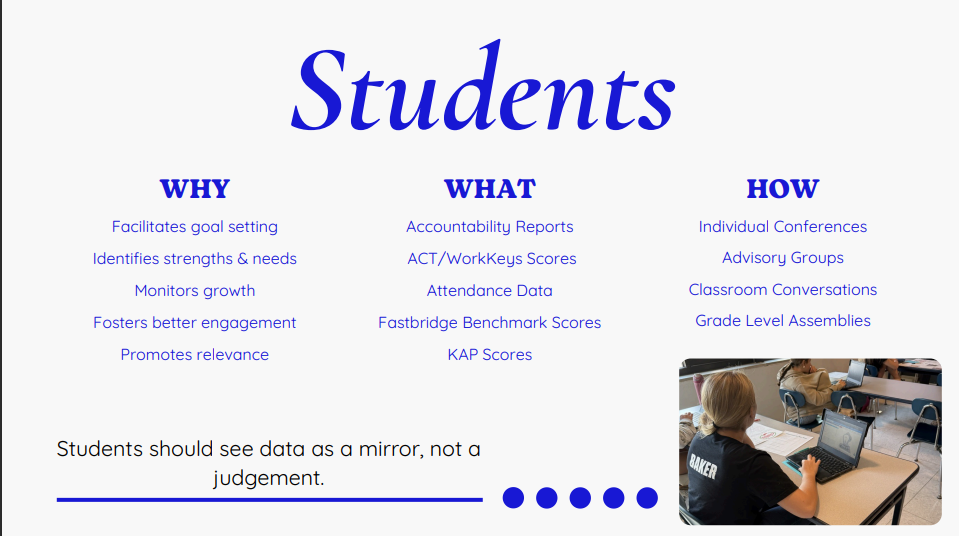 Students
WHY
Facilitates goal setting
Identifies strengths & needs
Monitors growth
Fosters better engagement
Promotes relevance
WHAT
Accountability Reports
ACT/WorkKeys Scores
Attendance Data
Fastbridge Benchmark Scores
KAP Scores
HOW
Individual Conferences
Advisory Groups
Classroom Conversations
Grade Level Assemblies
Students should see data as a mirror, not a
judgement.
BAKER